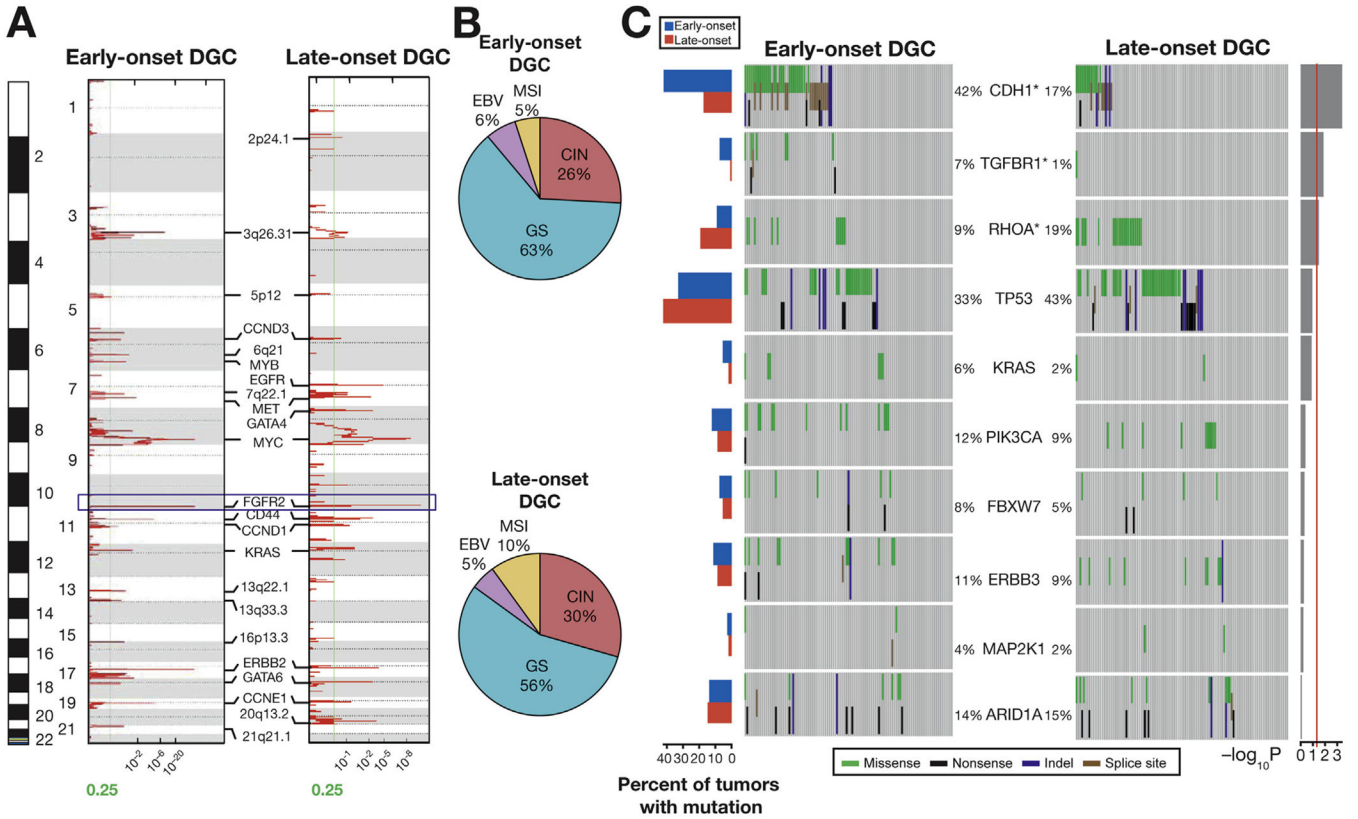 A
Early-onset DGC
Late-onset DGC
1
2
3
4
5
6
7
8
9
10
11
12
13
14
15
16
17
18
19
20
21
22
2p24.1
3q26.31
5p12
CCND3
6q21
MYB
EGFR
7q22.1
MET
GATA4
MYC
FGFR2
CD44
CCND1
KRAS
13q22.1
13q33.3
16p13.3
ERBB2
GATA6
CCNE1
20q13.2
21q21.1
10⁻² 10⁻⁶ 10⁻²⁰
10⁻¹ 10⁻² 10⁻⁵ 10⁻⁸
0.25
0.25
B
Early-onset
DGC
EBV
6%
MSI
5%
CIN
26%
GS
63%
Late-onset
DGC
EBV
5%
MSI
10%
CIN
30%
GS
56%
C
Early-onset
Late-onset
Early-onset DGC
Late-onset DGC
42% CDH1* 17%
7% TGFBR1* 1%
9% RHOA* 19%
33% TP53 43%
6% KRAS 2%
12% PIK3CA 9%
8% FBXW7 5%
11% ERBB3 9%
4% MAP2K1 2%
14% ARID1A 15%
40 30 20 10 0
Percent of tumors
with mutation
Missense Nonsense Indel Splice site
–log₁₀P
0 1 2 3